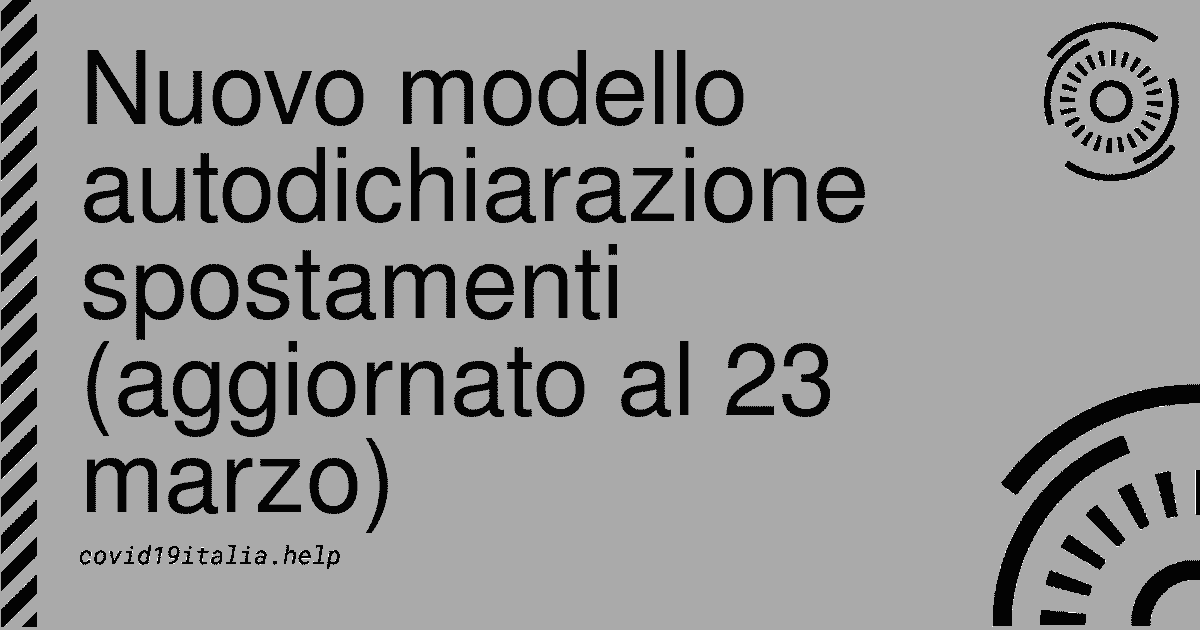 Nuovo modello
autodichiarazione
spostamenti
(aggiornato al 23
marzo)
covid19italia.help